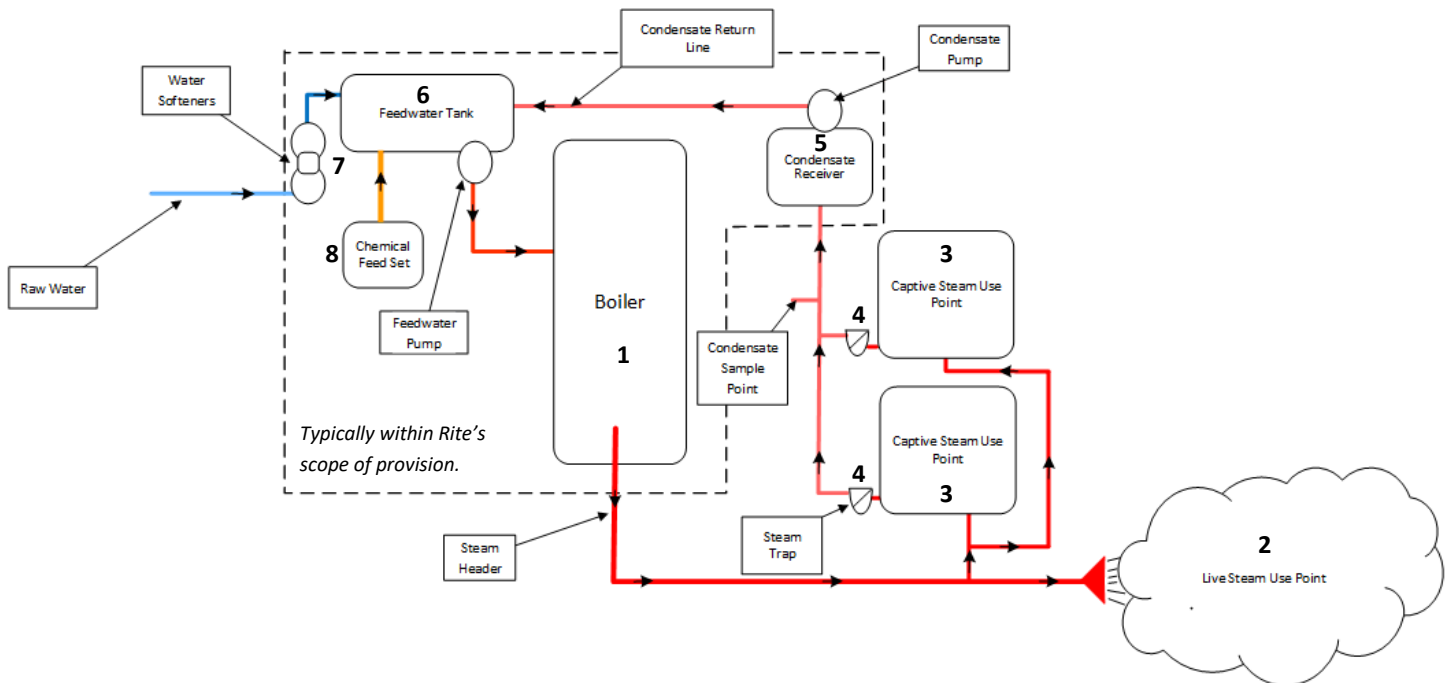 Condensate Return
Line
Condensate
Pump
Water
Softeners
6
Feedwater Tank
5
Condensate
Receiver
7
8
Chemical
Feed Set
Raw Water
Feedwater
Pump
Boiler
1
3
Captive Steam Use
Point
4
Condensate
Sample
Point
Typically within Rite’s
scope of provision.
Captive Steam Use
Point
3
4
Steam
Header
Steam
Trap
2
Live Steam Use Point